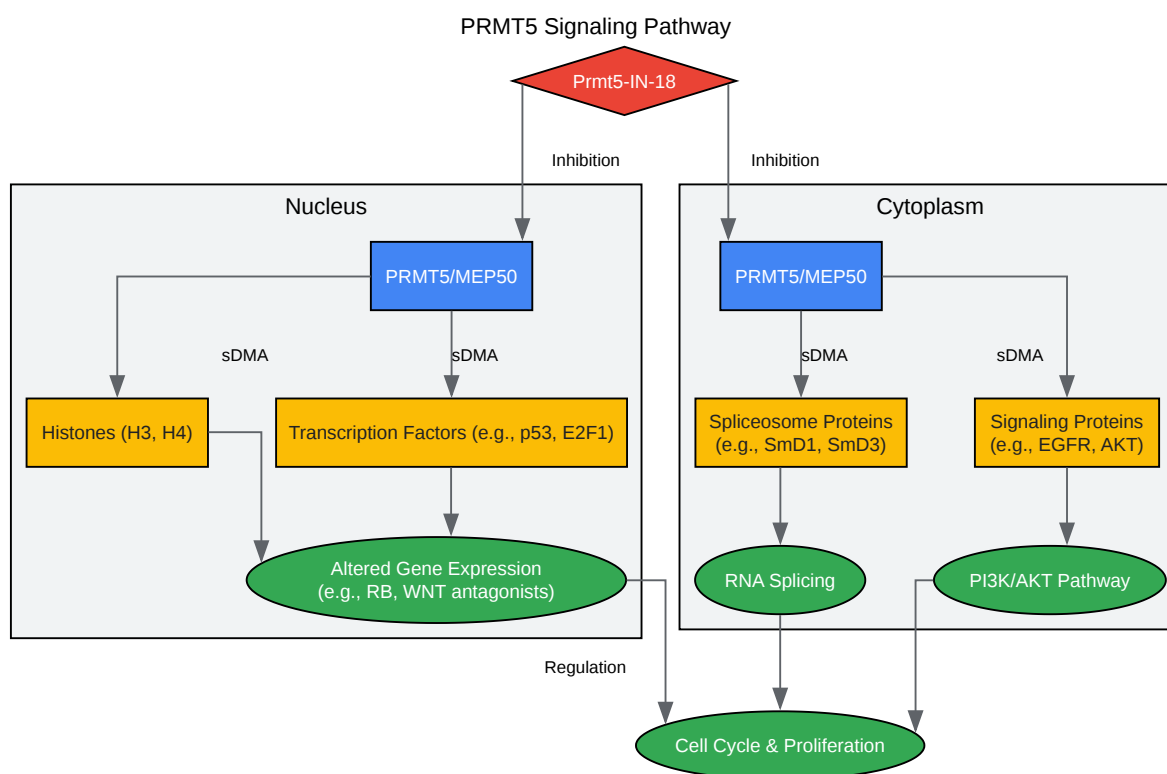 PRMT5 Signaling Pathway
Prmt5-IN-18
Inhibition
Inhibition
Nucleus
Cytoplasm
PRMT5/MEP50
PRMT5/MEP50
sDMA
sDMA
sDMA
sDMA
Histones (H3, H4)
Transcription Factors (e.g., p53, E2F1)
Spliceosome Proteins
(e.g., SmD1, SmD3)
Signaling Proteins
(e.g., EGFR, AKT)
Altered Gene Expression
(e.g., RB, WNT antagonists)
RNA Splicing
PI3K/AKT Pathway
Regulation
Cell Cycle & Proliferation